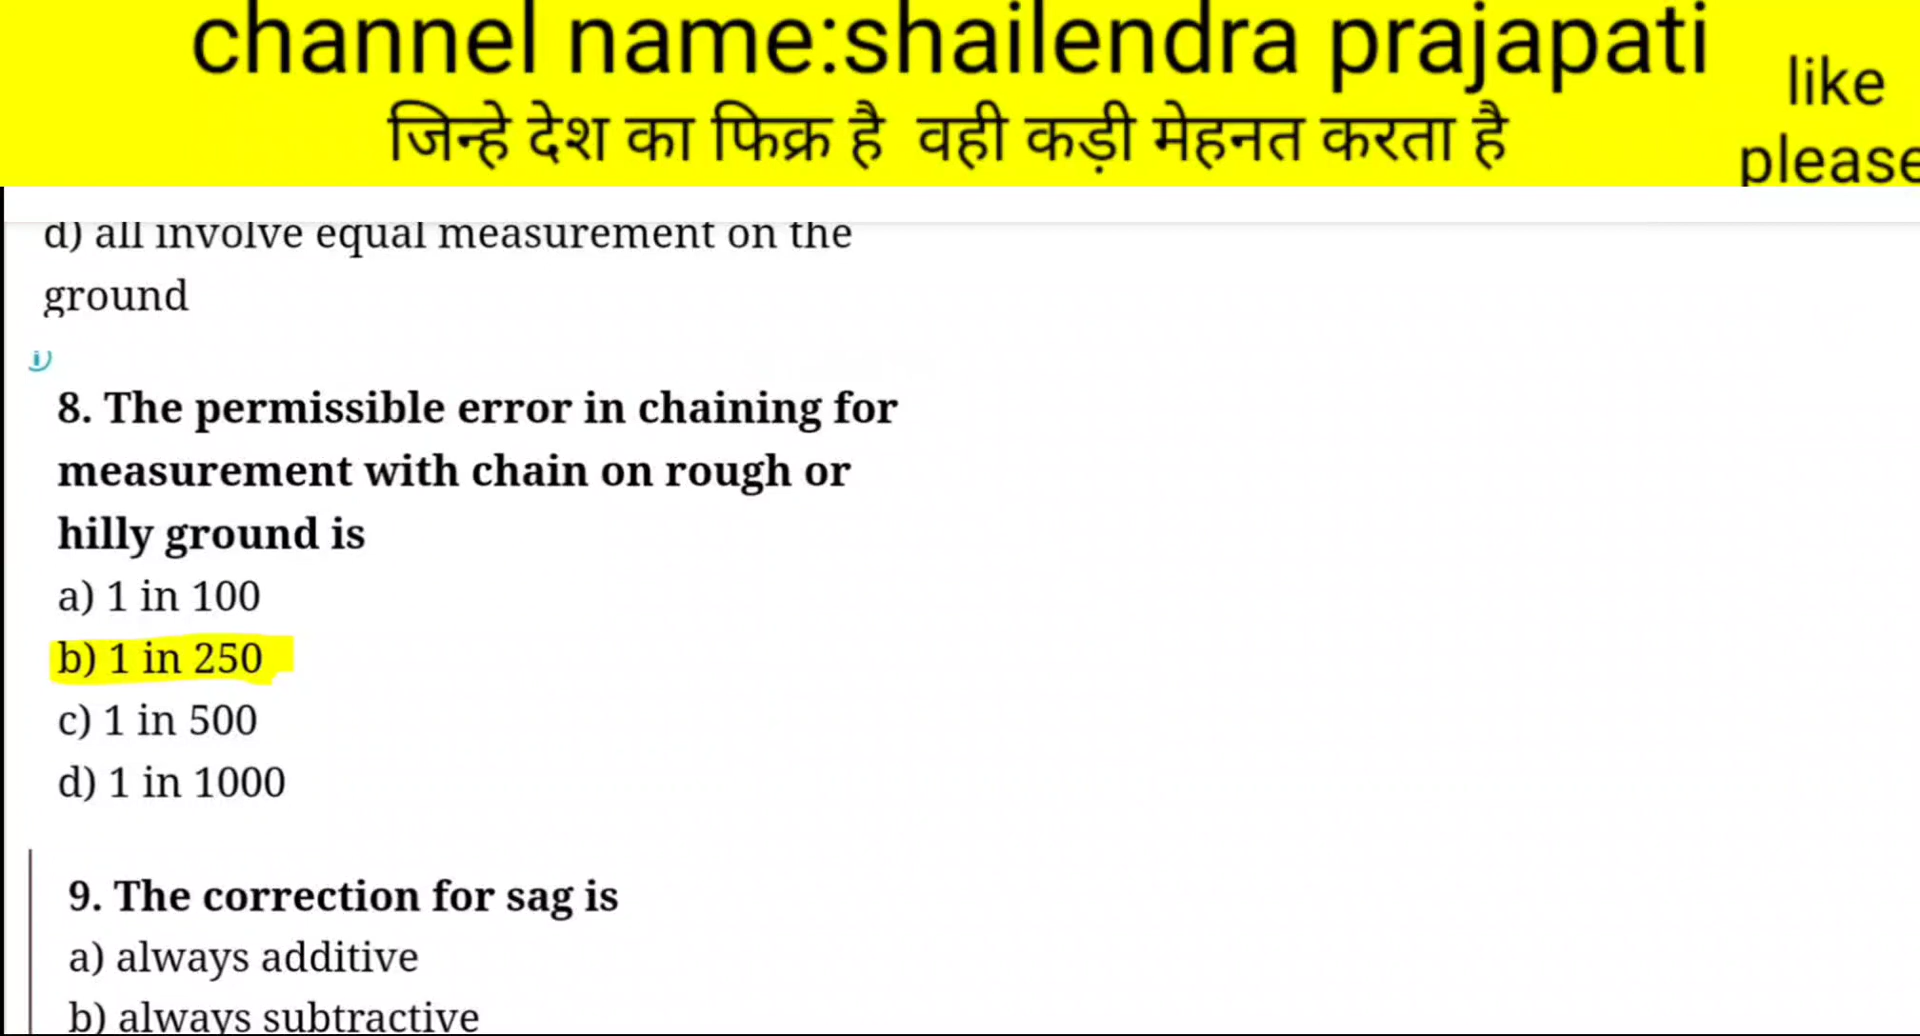 channel name:shailendra prajapati
like
जिन्हे देश का फिक्र है वही कड़ी मेहनत करता है
please
d) all involve equal measurement on the
ground
8. The permissible error in chaining for
measurement with chain on rough or
hilly ground is
a) 1 in 100
b) 1 in 250
c) 1 in 500
d) 1 in 1000
9. The correction for sag is
a) always additive
b) always subtractive